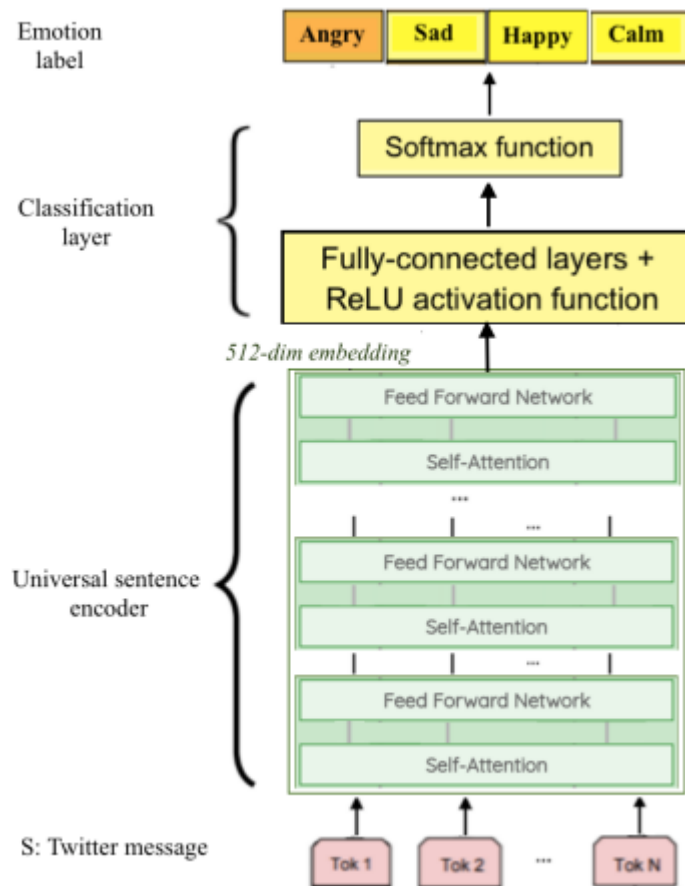 Emotion
label
Angry Sad Happy Calm
Softmax function
Classification
layer
Fully-connected layers +
ReLU activation function
512-dim embedding
Feed Forward Network
Self-Attention
...
...
Universal sentence
encoder
Feed Forward Network
Self-Attention
...
Feed Forward Network
Self-Attention
S: Twitter message
Tok 1 Tok 2 ... Tok N